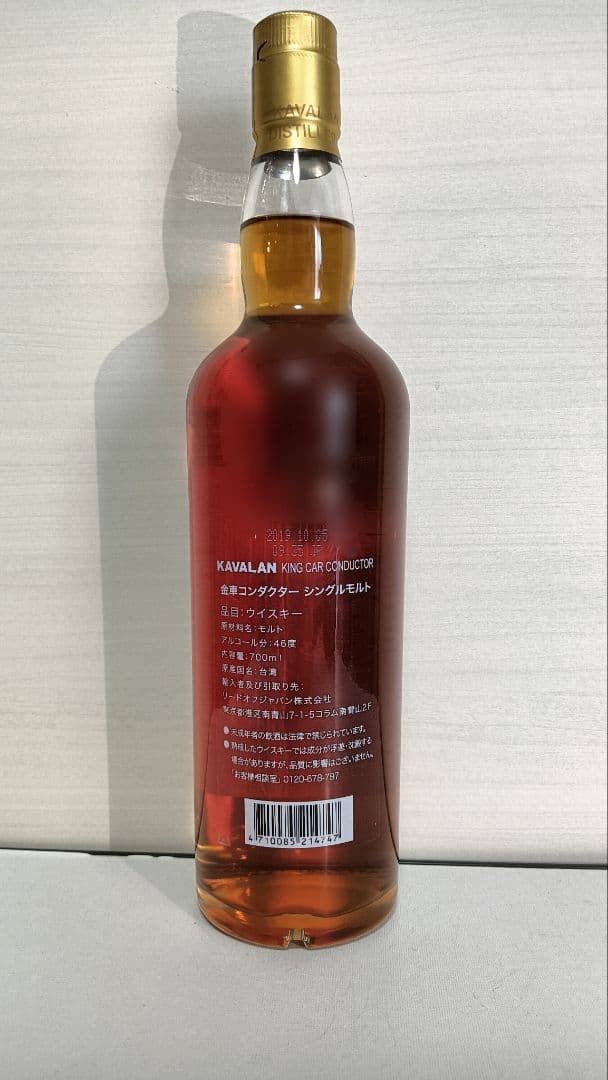 KAVALAN
DISTILLE
2019.10.05
09:35 JP
KAVALAN KING CAR CONDUCTOR
金車コンダクター シングルモルト
品目:ウイスキー
原材料名:モルト
アルコール分:46度
内容量:700ml
原産国名:台湾
輸入者及び引取り先:
リードオフジャパン株式会社
東京都港区南青山7-1-5コラム南青山2F
●未成年者の飲酒は法律で禁じられています。
●熟成したウイスキーでは成分が浮遊・沈殿する
場合がありますが、品質に影響はございません。
「お客様相談室」0120-678-797
4710085214747